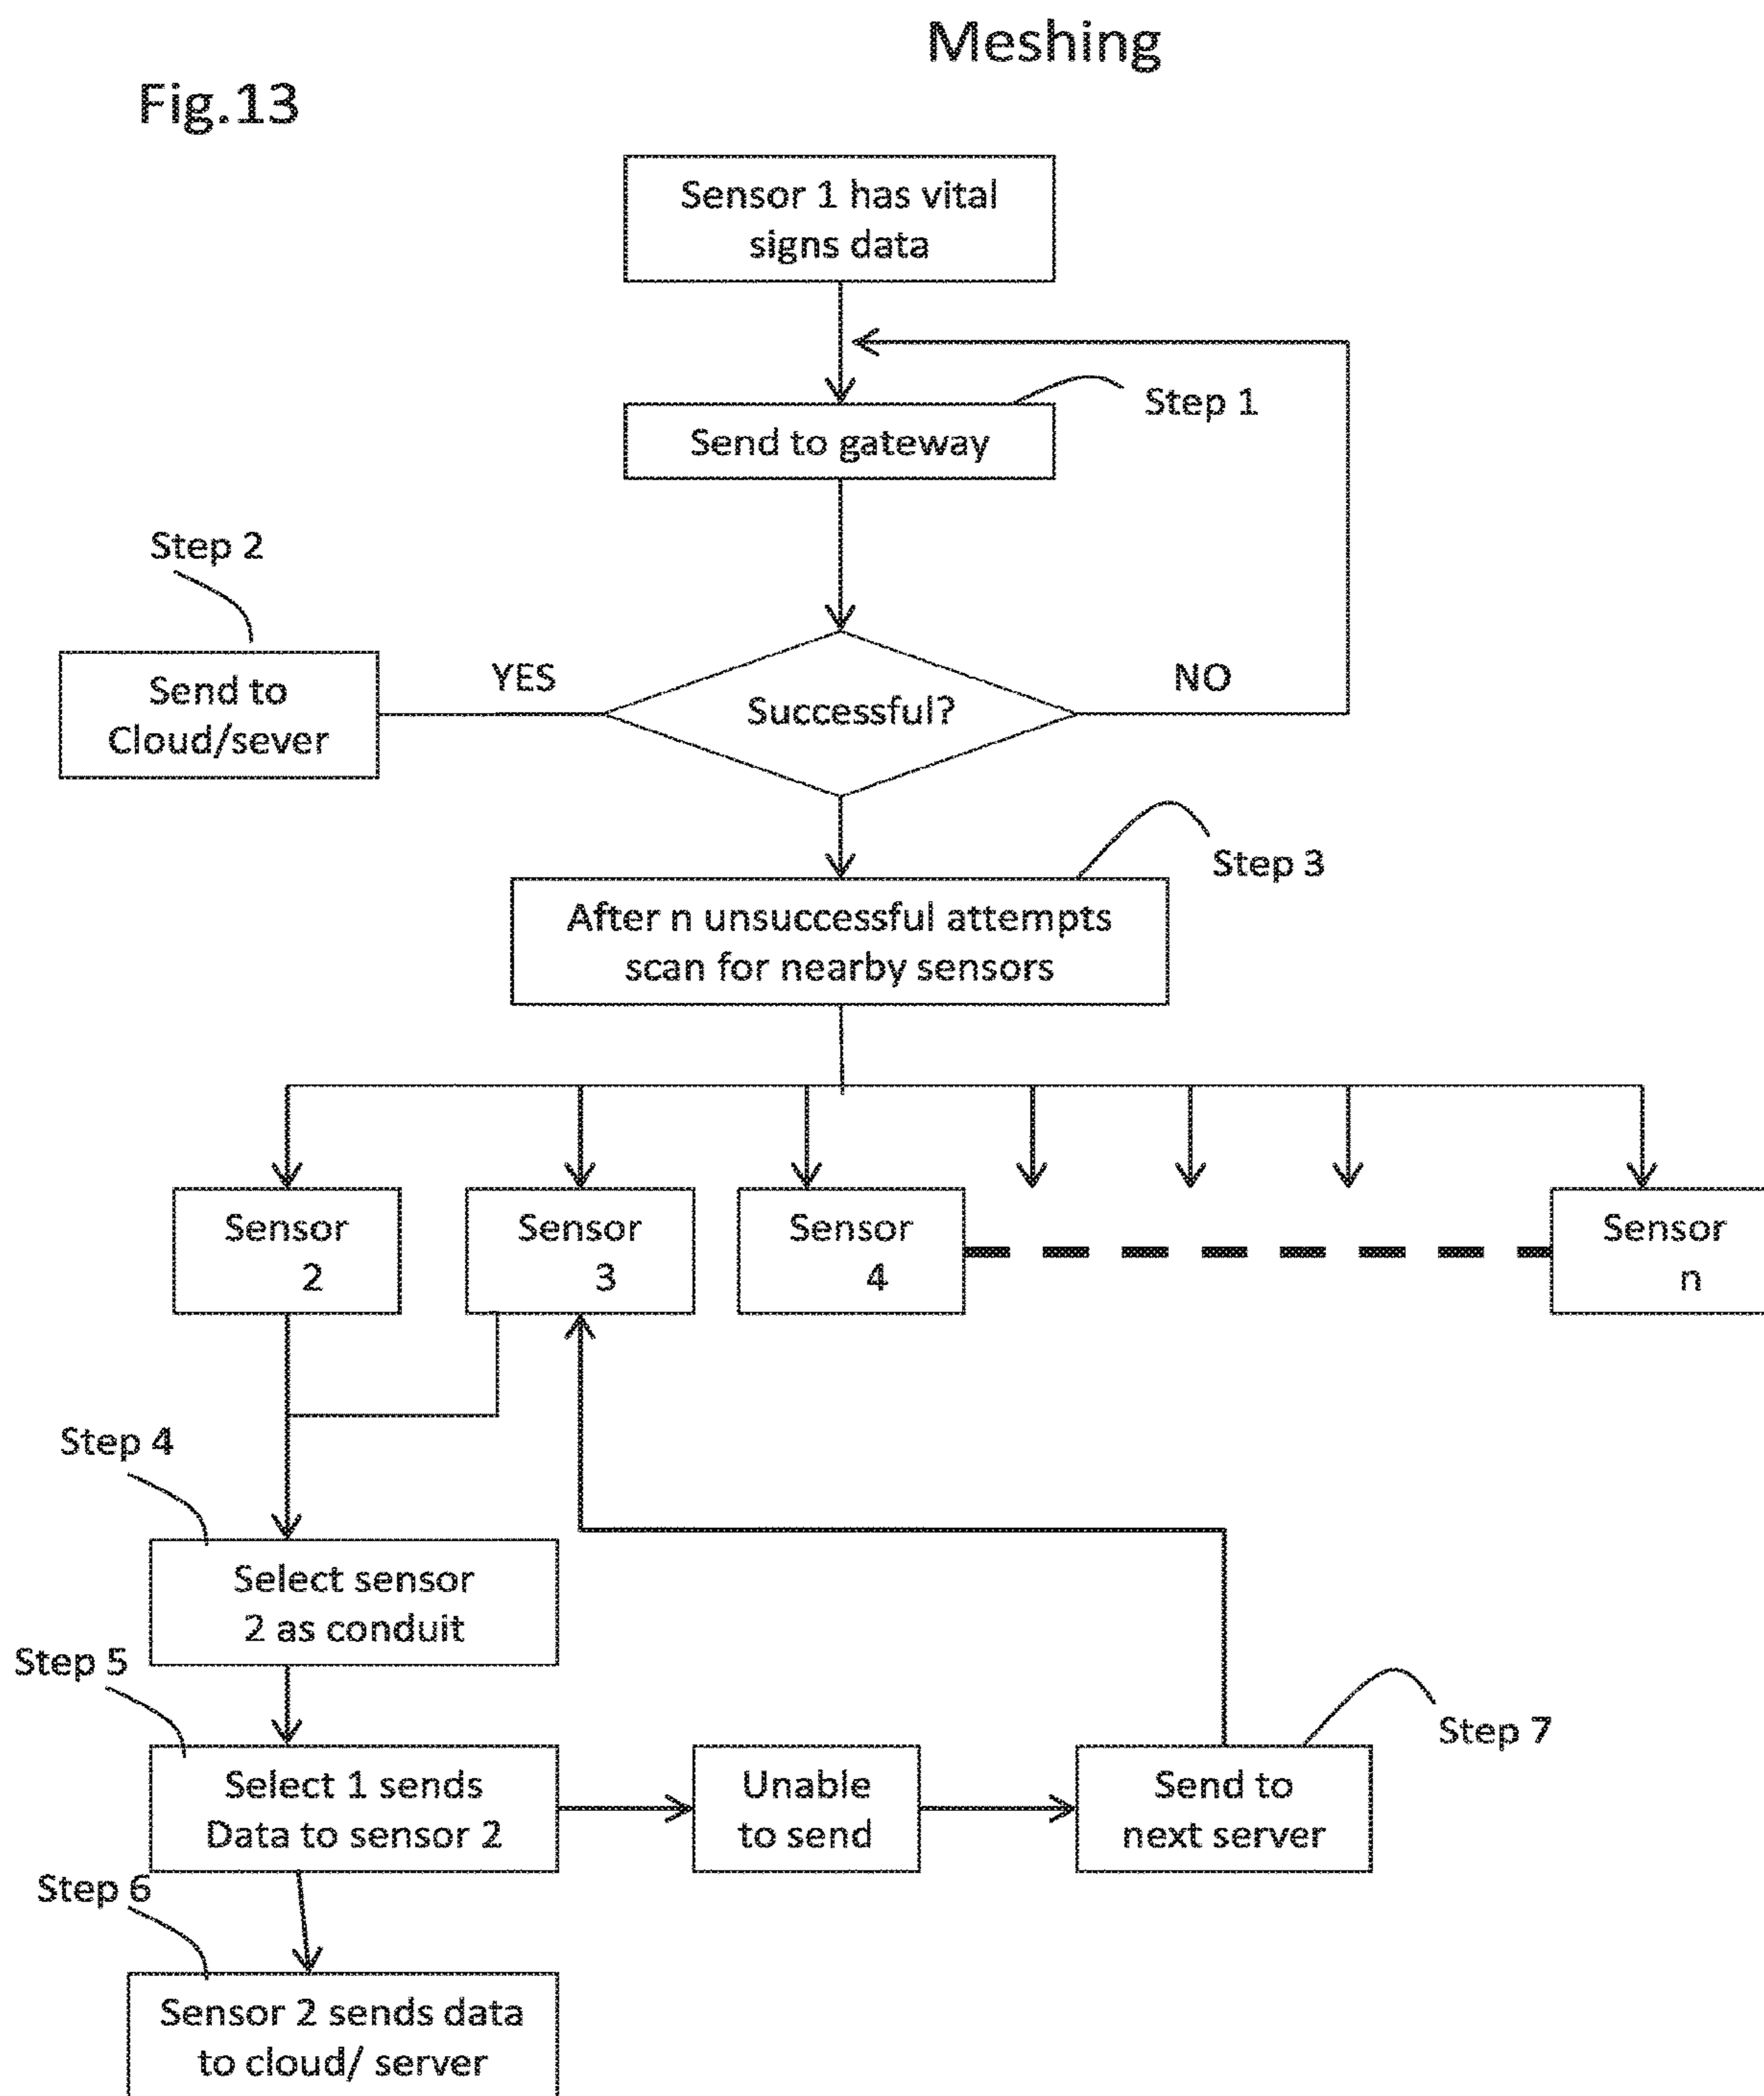 Meshing
Fig.13
Sensor 1 has vital
signs data
Step 1
Send to gateway
Step 2
Send to
Cloud/sever
YES
Successful?
NO
Step 3
After n unsuccessful attempts
scan for nearby sensors
Sensor
2
Sensor
3
Sensor
4
Sensor
n
Step 4
Select sensor
2 as conduit
Step 5
Select 1 sends
Data to sensor 2
Unable
to send
Send to
next server
Step 7
Step 6
Sensor 2 sends data
to cloud/ server